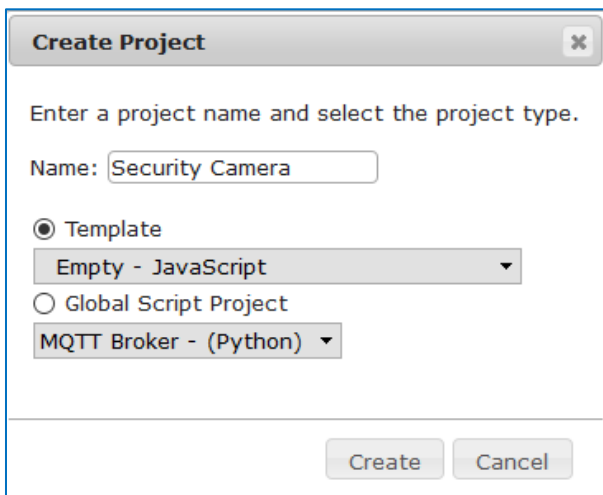 Create Project
Enter a project name and select the project type.
Name: Security Camera
Template
Empty - JavaScript
Global Script Project
MQTT Broker - (Python)
Create Cancel